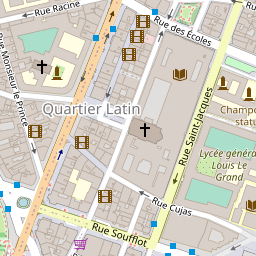 Rue Racine
Rue des Écoles
Rue Monsieur le Prince
Quartier Latin
Champo
statu
Rue Saint-Jacques
Lycée général
Louis Le
Grand
Rue Cujas
Rue Soufflot